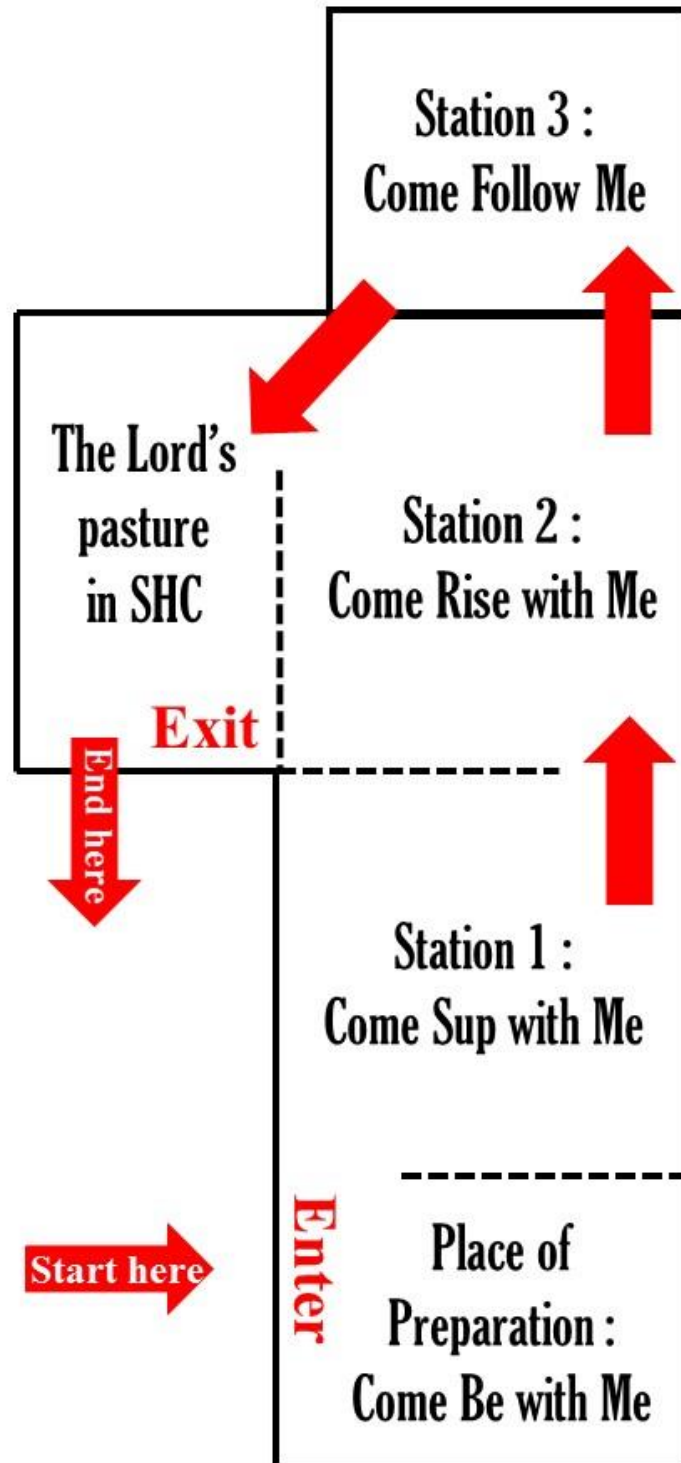 Station 3 :
Come Follow Me
The Lord's
pasture
in SHC
Station 2 :
Come Rise with Me
Exit
End here
Station 1 :
Come Sup with Me
Start here
Enter
Place of
Preparation :
Come Be with Me